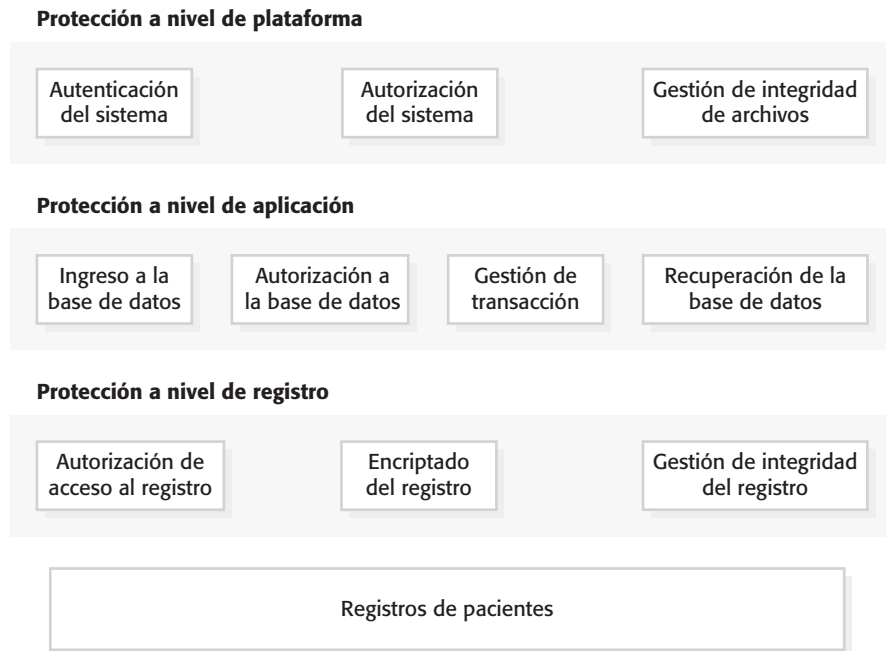 Protección a nivel de plataforma
Autenticación
del sistema
Autorización
del sistema
Gestión de integridad
de archivos
Protección a nivel de aplicación
Ingreso a la
base de datos
Autorización a
la base de datos
Gestión de
transacción
Recuperación de la
base de datos
Protección a nivel de registro
Autorización de
acceso al registro
Encriptado
del registro
Gestión de integridad
del registro
Registros de pacientes